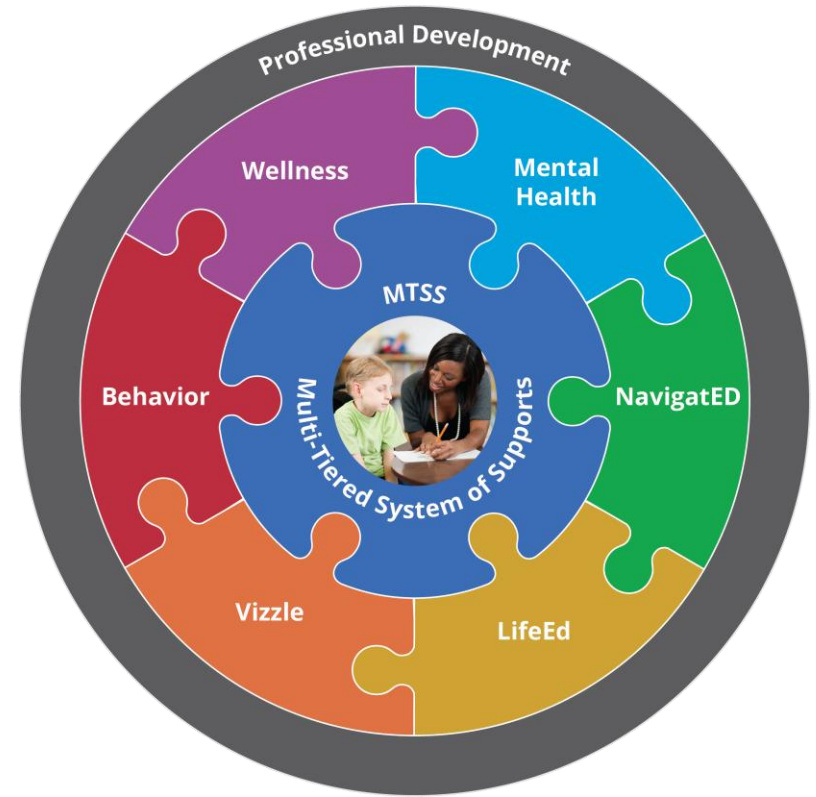 Professional Development
Wellness
Mental
Health
MTSS
Behavior
NavigatED
Multi-Tiered System of Supports
Vizzle
LifeEd